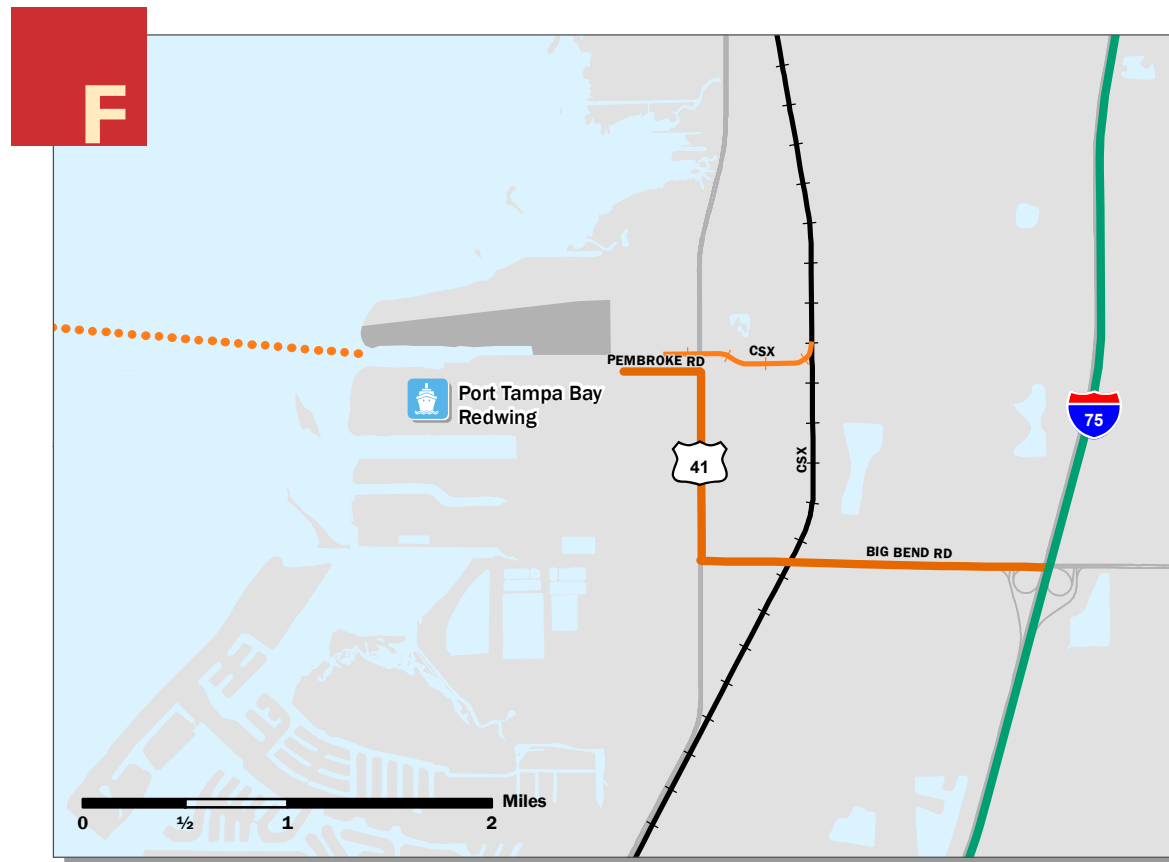 F
CSX
PEMBROKE RD
Port Tampa Bay
Redwing
75
41
CSX
BIG BEND RD
Miles
0 ½ 1 2